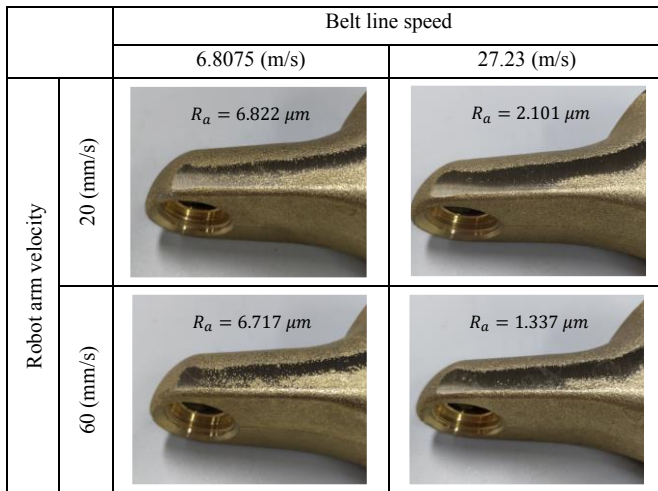 Belt line speed
6.8075 (m/s)
27.23 (m/s)
Robot arm velocity
20 (mm/s)
R_a = 6.822 μm
R_a = 2.101 μm
60 (mm/s)
R_a = 6.717 μm
R_a = 1.337 μm